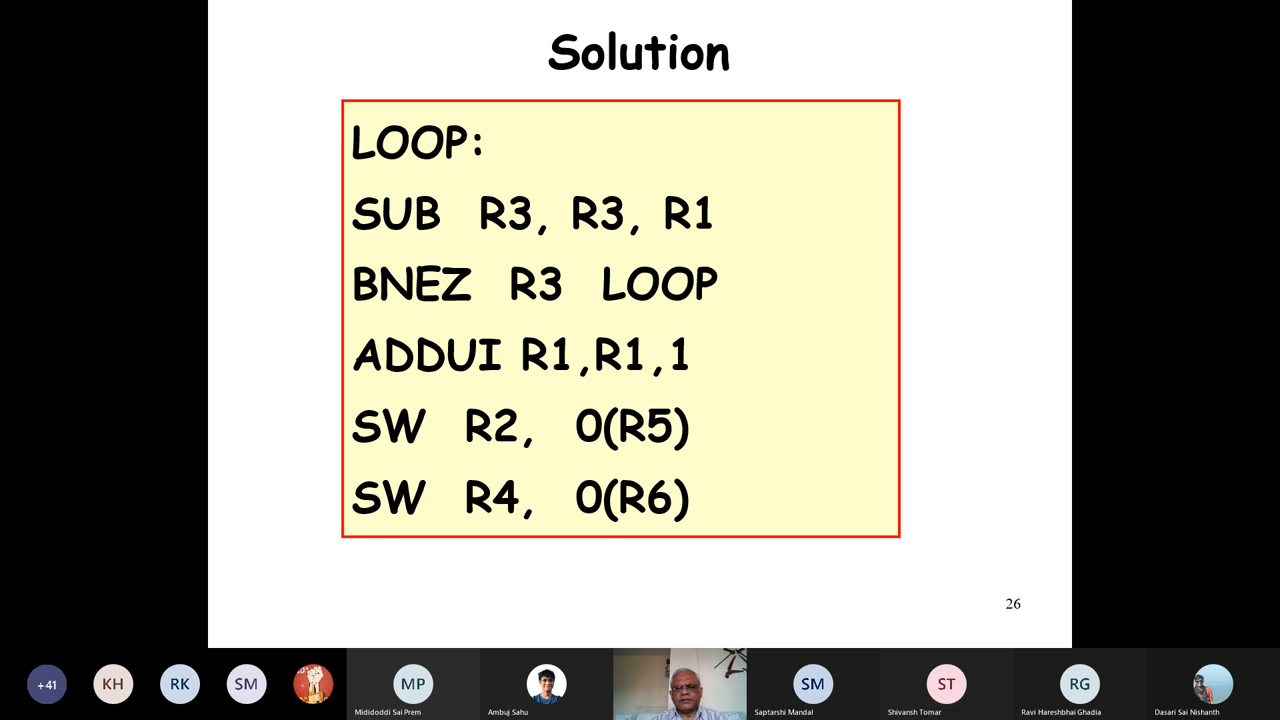 Solution
LOOP:
SUB R3, R3, R1
BNEZ R3 LOOP
ADDUI R1,R1,1
SW R2, 0(R5)
SW R4, 0(R6)
26
+41
KH
RK
SM
MP
SM
ST
RG
Mididoddi Sai Prem
Ambuj Sahu
Saptarshi Mandal
Shivansh Tomar
Ravi Hareshbhai Ghadia
Dasari Sai Nishanth